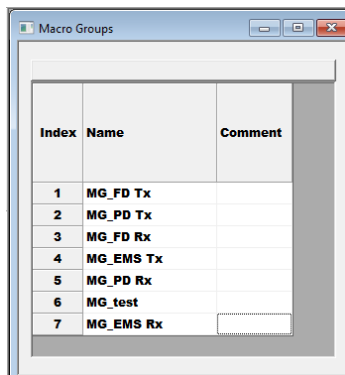 Macro Groups
Index Name Comment
1 MG_FD Tx
2 MG_PD Tx
3 MG_FD Rx
4 MG_EMS Tx
5 MG_PD Rx
6 MG_test
7 MG_EMS Rx